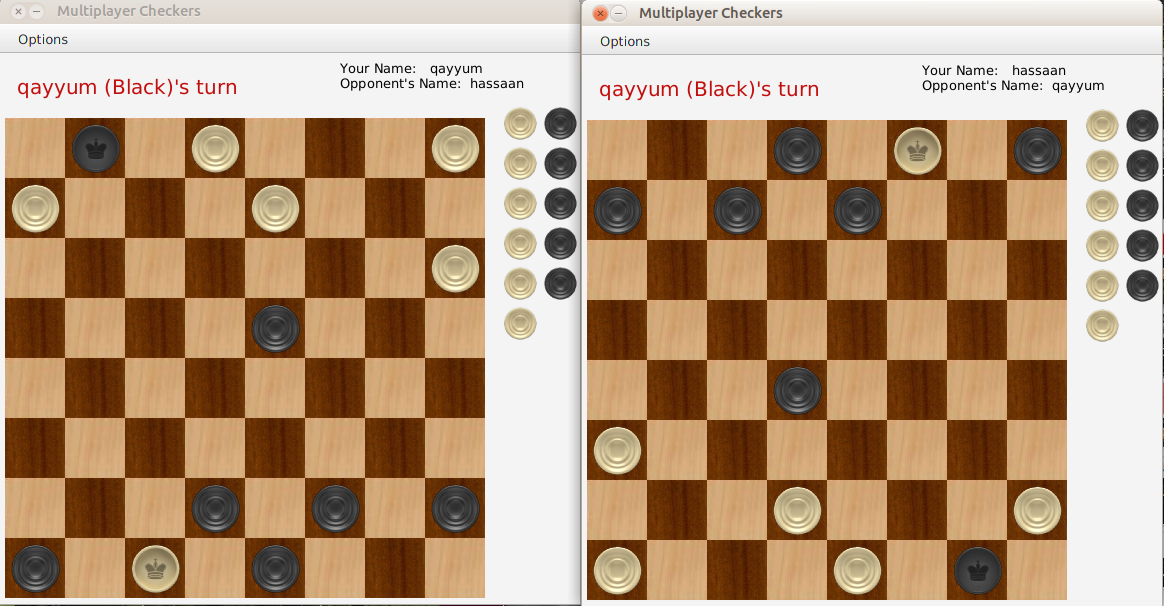 Multiplayer Checkers
Options
qayyum (Black)'s turn
Your Name: qayyum
Opponent's Name: hassaan
Multiplayer Checkers
Options
qayyum (Black)'s turn
Your Name: hassaan
Opponent's Name: qayyum